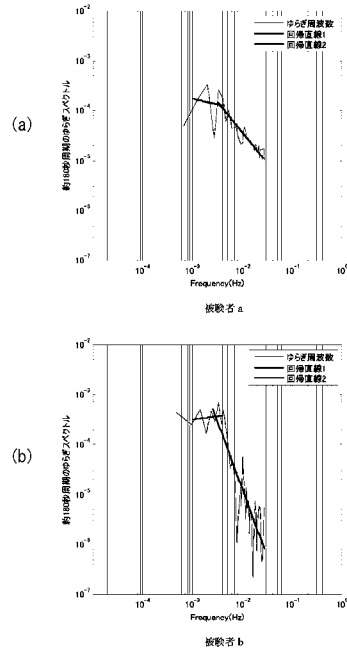 (a)
10⁻²
10⁻³
10⁻⁴
10⁻⁵
10⁻⁶
10⁻⁷
約180秒周期のゆらぎスペクトル
ゆらぎ周波数
回帰直線1
回帰直線2
10⁻⁴ 10⁻³ 10⁻² 10⁻¹ 10⁰
Frequency(Hz)
被験者 a
(b)
10⁻²
10⁻³
10⁻⁴
10⁻⁵
10⁻⁶
10⁻⁷
約180秒周期のゆらぎスペクトル
ゆらぎ周波数
回帰直線1
回帰直線2
10⁻⁴ 10⁻³ 10⁻² 10⁻¹ 10⁰
Frequency(Hz)
被験者 b